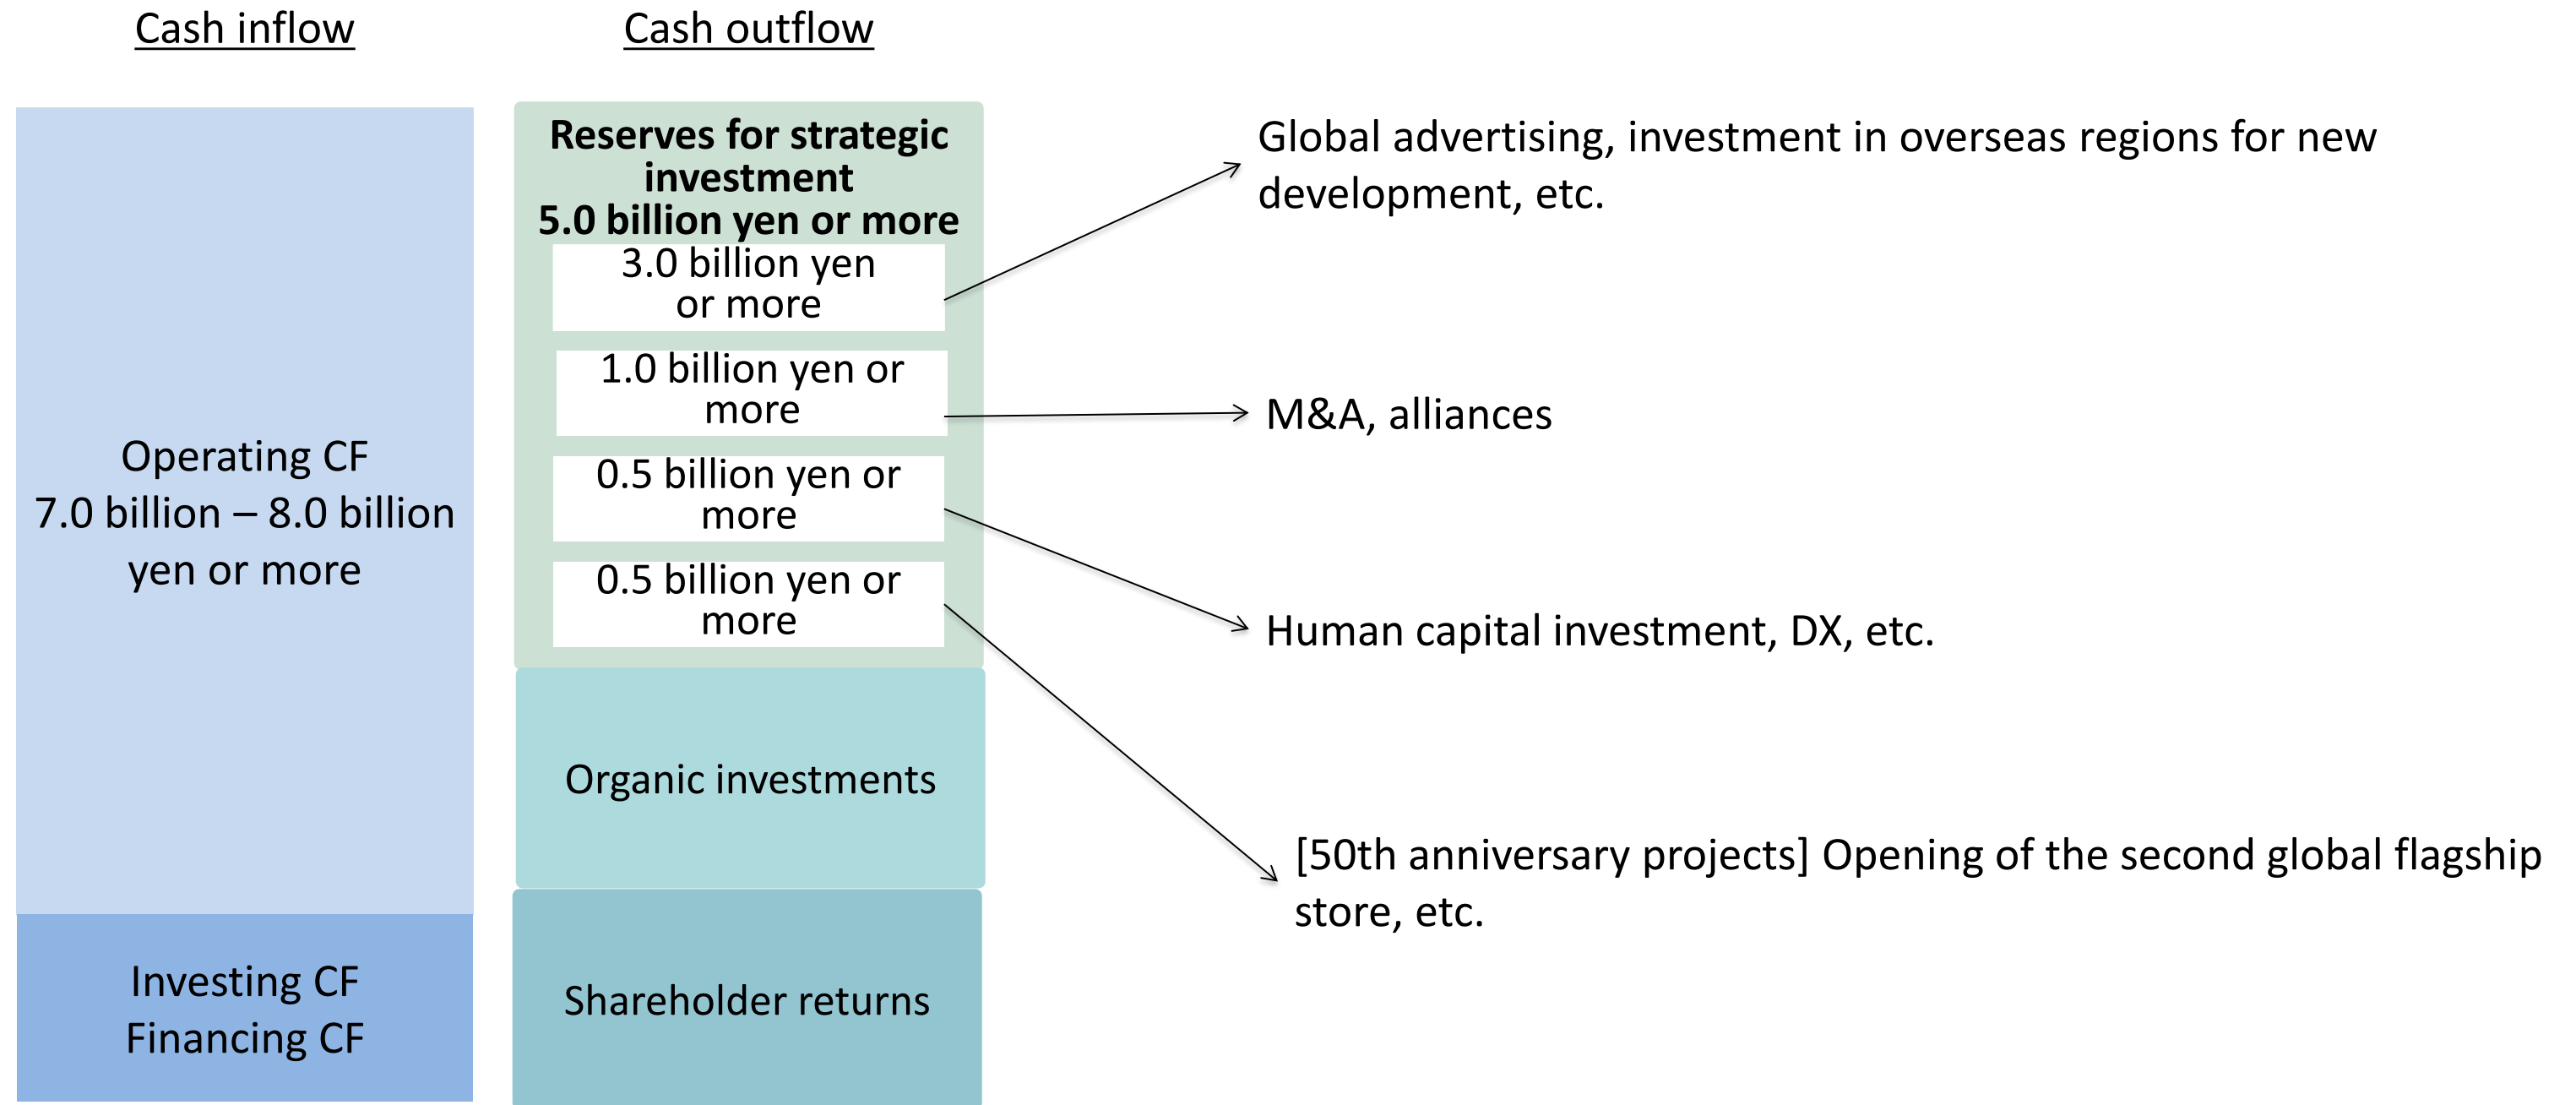 Cash inflow
Cash outflow
Operating CF
7.0 billion – 8.0 billion
yen or more
Investing CF
Financing CF
Reserves for strategic
investment
5.0 billion yen or more
3.0 billion yen
or more
1.0 billion yen or
more
0.5 billion yen or
more
0.5 billion yen or
more
Organic investments
Shareholder returns
Global advertising, investment in overseas regions for new
development, etc.
M&A, alliances
Human capital investment, DX, etc.
[50th anniversary projects] Opening of the second global flagship
store, etc.